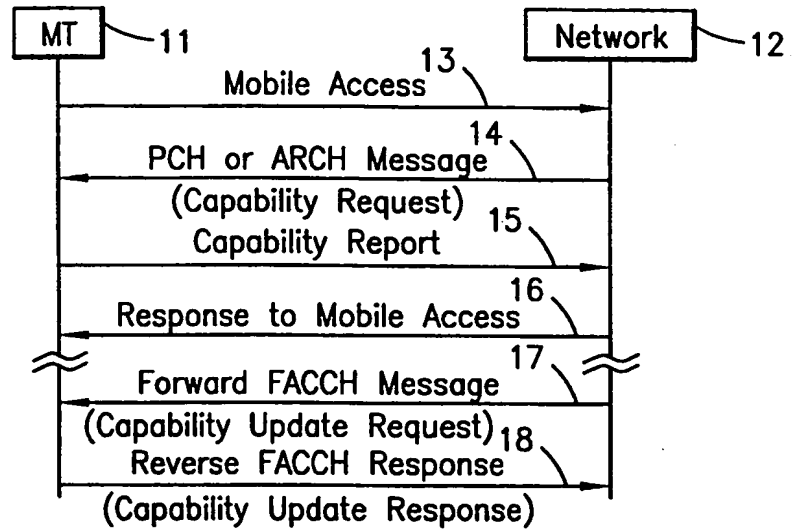 MT 11 Network 12
Mobile Access 13
PCH or ARCH Message 14
(Capability Request)
Capability Report 15
Response to Mobile Access 16
Forward FACCH Message 17
(Capability Update Request)
Reverse FACCH Response 18
(Capability Update Response)